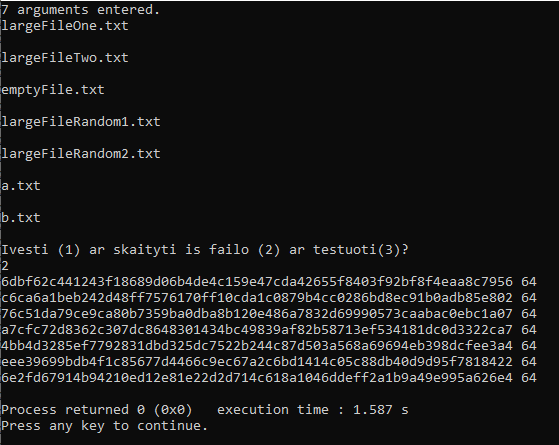 7 arguments entered.
largeFileOne.txt
largeFileTwo.txt
emptyFile.txt
largeFileRandom1.txt
largeFileRandom2.txt
a.txt
b.txt
Ivesti (1) ar skaityti is failo (2) ar testuoti(3)?
2
6dbf62c441243f18689d06b4de4c159e47cda42655f8403f92bf8f4eaa8c7956 64
c6ca6a1beb242d48ff7576170ff10cda1c0879b4cc0286bd8ec91b0adb85e802 64
76c51da79ce9ca80b7359ba0dba8b120e486a7832d69990573caabac0ebc1a07 64
a7cfc72d8362c307dc8648301434bc49839af82b58713ef534181dc0d3322ca7 64
4bb4d3285ef7792831dbd325dc7522b244c87d503a568a69694eb398dcfee3a4 64
eee39699bdb4f1c85677d4466c9ec67a2c6bd1414c05c88db40d9d95f7818422 64
6e2fd67914b94210ed12e81e22d2d714c618a1046ddeff2a1b9a49e995a626e4 64
Process returned 0 (0x0)   execution time : 1.587 s
Press any key to continue.